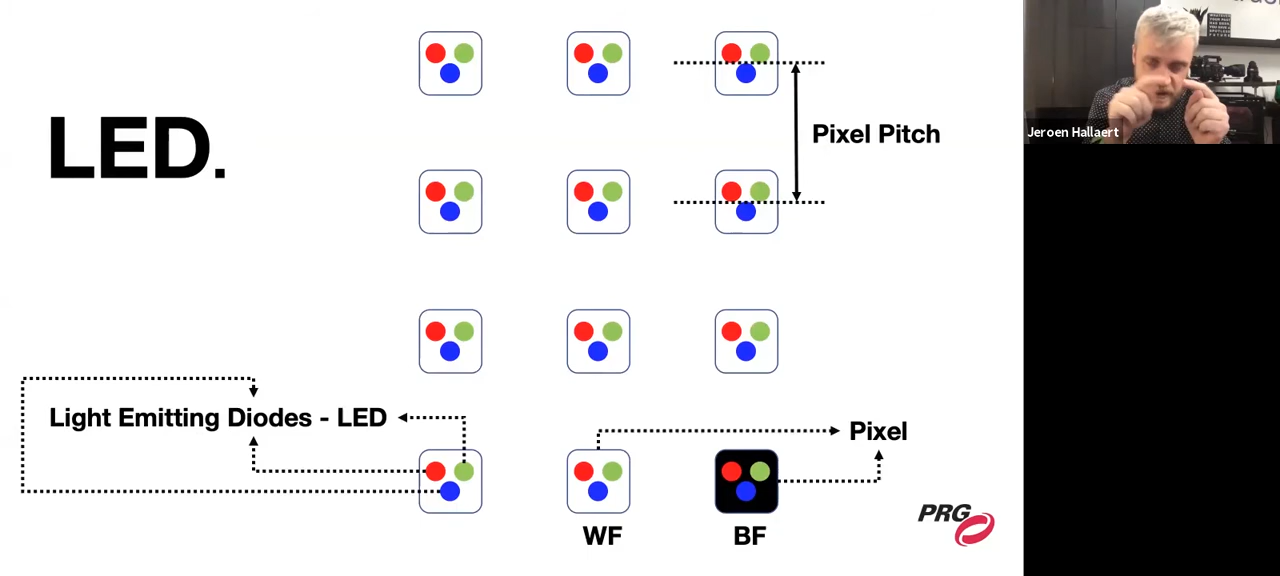 LED.
Pixel Pitch
Light Emitting Diodes - LED
Pixel
WF
BF
PRG
Jeroen Hallaert